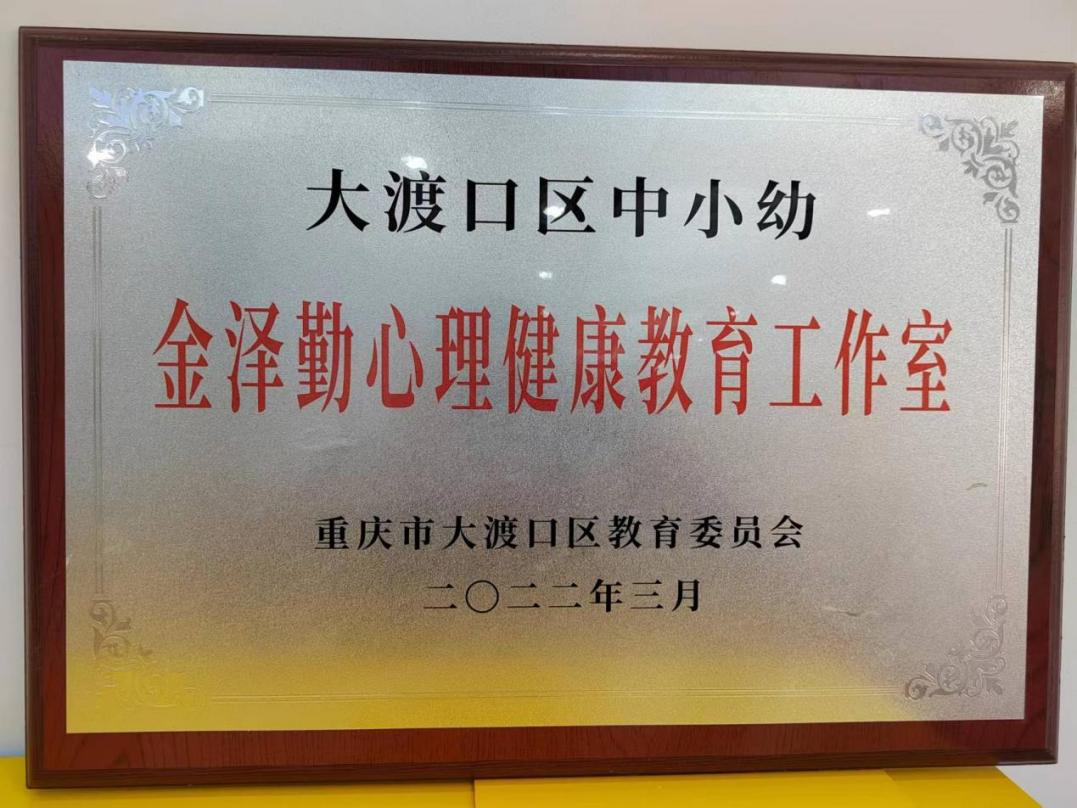 大渡口区中小幼
金泽勤心理健康教育工作室
重庆市大渡口区教育委员会
二〇二二年三月